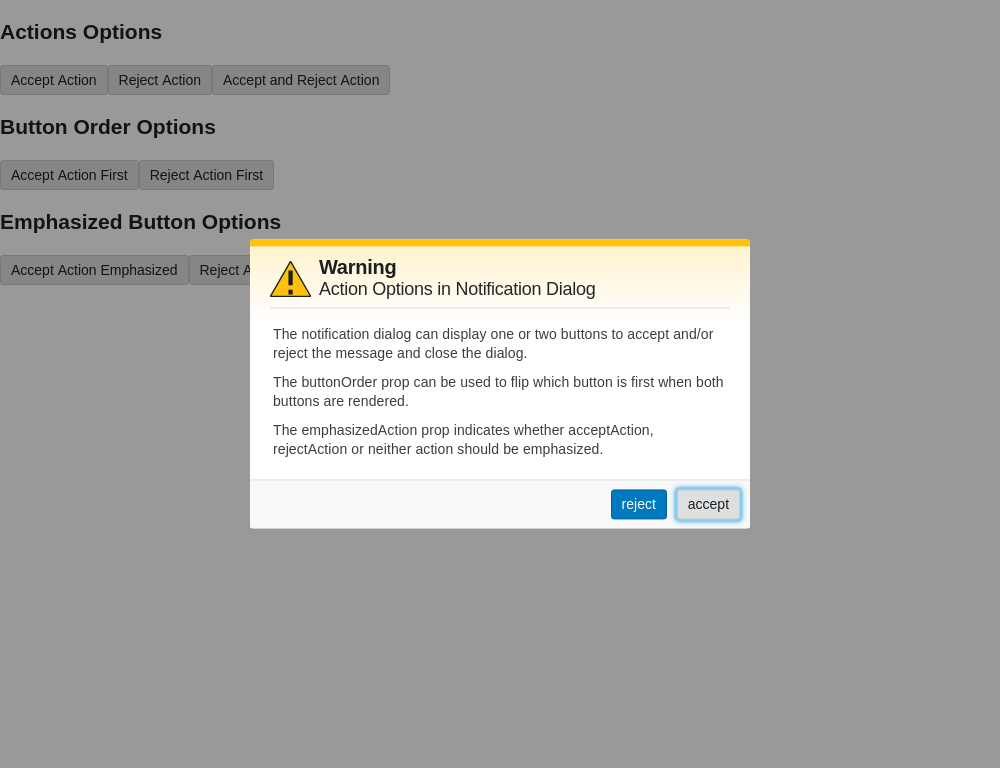 Actions Options
Accept Action Reject Action Accept and Reject Action
Button Order Options
Accept Action First Reject Action First
Emphasized Button Options
Accept Action Emphasized Reject
Warning
Action Options in Notification Dialog
The notification dialog can display one or two buttons to accept and/or
reject the message and close the dialog.
The buttonOrder prop can be used to flip which button is first when both
buttons are rendered.
The emphasizedAction prop indicates whether acceptAction,
rejectAction or neither action should be emphasized.
reject accept